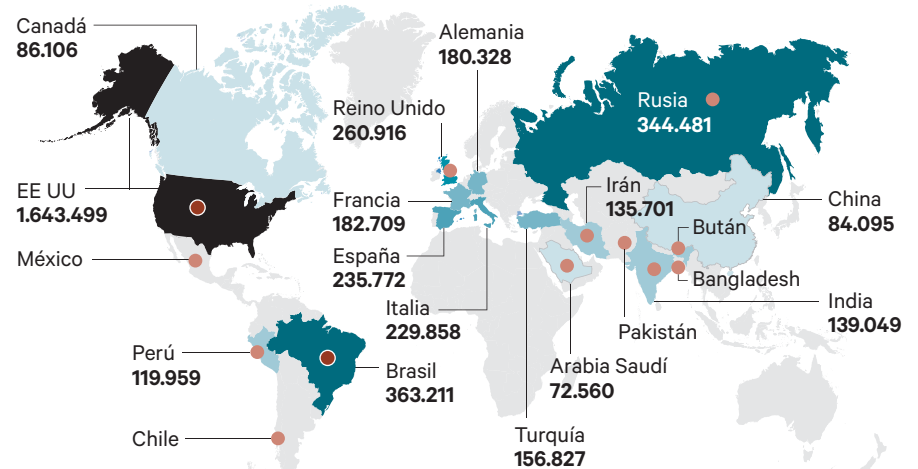 Canadá
86.106
Alemania
180.328
Reino Unido
260.916
Rusia
344.481
EE UU
1.643.499
Francia
182.709
Irán
135.701
China
84.095
México
España
235.772
Bután
Bangladesh
Italia
229.858
India
139.049
Pakistán
Perú
119.959
Brasil
363.211
Arabia Saudí
72.560
Chile
Turquía
156.827